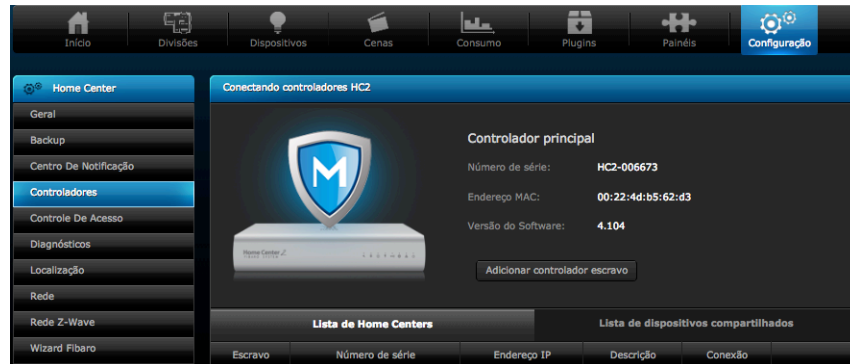 Início Divisões Dispositivos Cenas Consumo Plugins Painéis Configuração
Home Center
Geral
Backup
Centro De Notificação
Controladores
Controle De Acesso
Diagnósticos
Localização
Rede
Rede Z-Wave
Wizard Fibaro
Conectando controladores HC2
M
Home Center 2
Controlador principal
Número de série: HC2-006673
Endereço MAC: 00:22:4d:b5:62:d3
Versão do Software: 4.104
Adicionar controlador escravo
Lista de Home Centers Lista de dispositivos compartilhados
Escravo Número de série Endereço IP Descrição Conexão